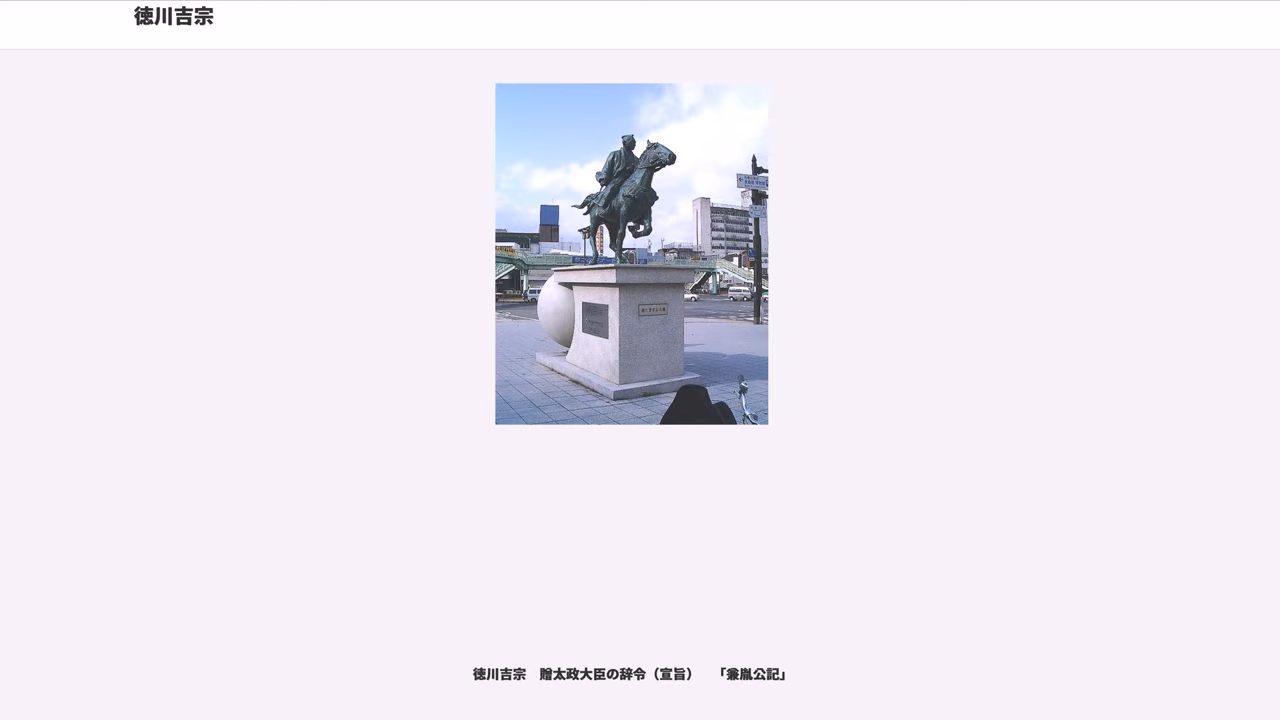 徳川吉宗
徳川吉宗　贈太政大臣の辞令（宣旨）　「兼胤公記」